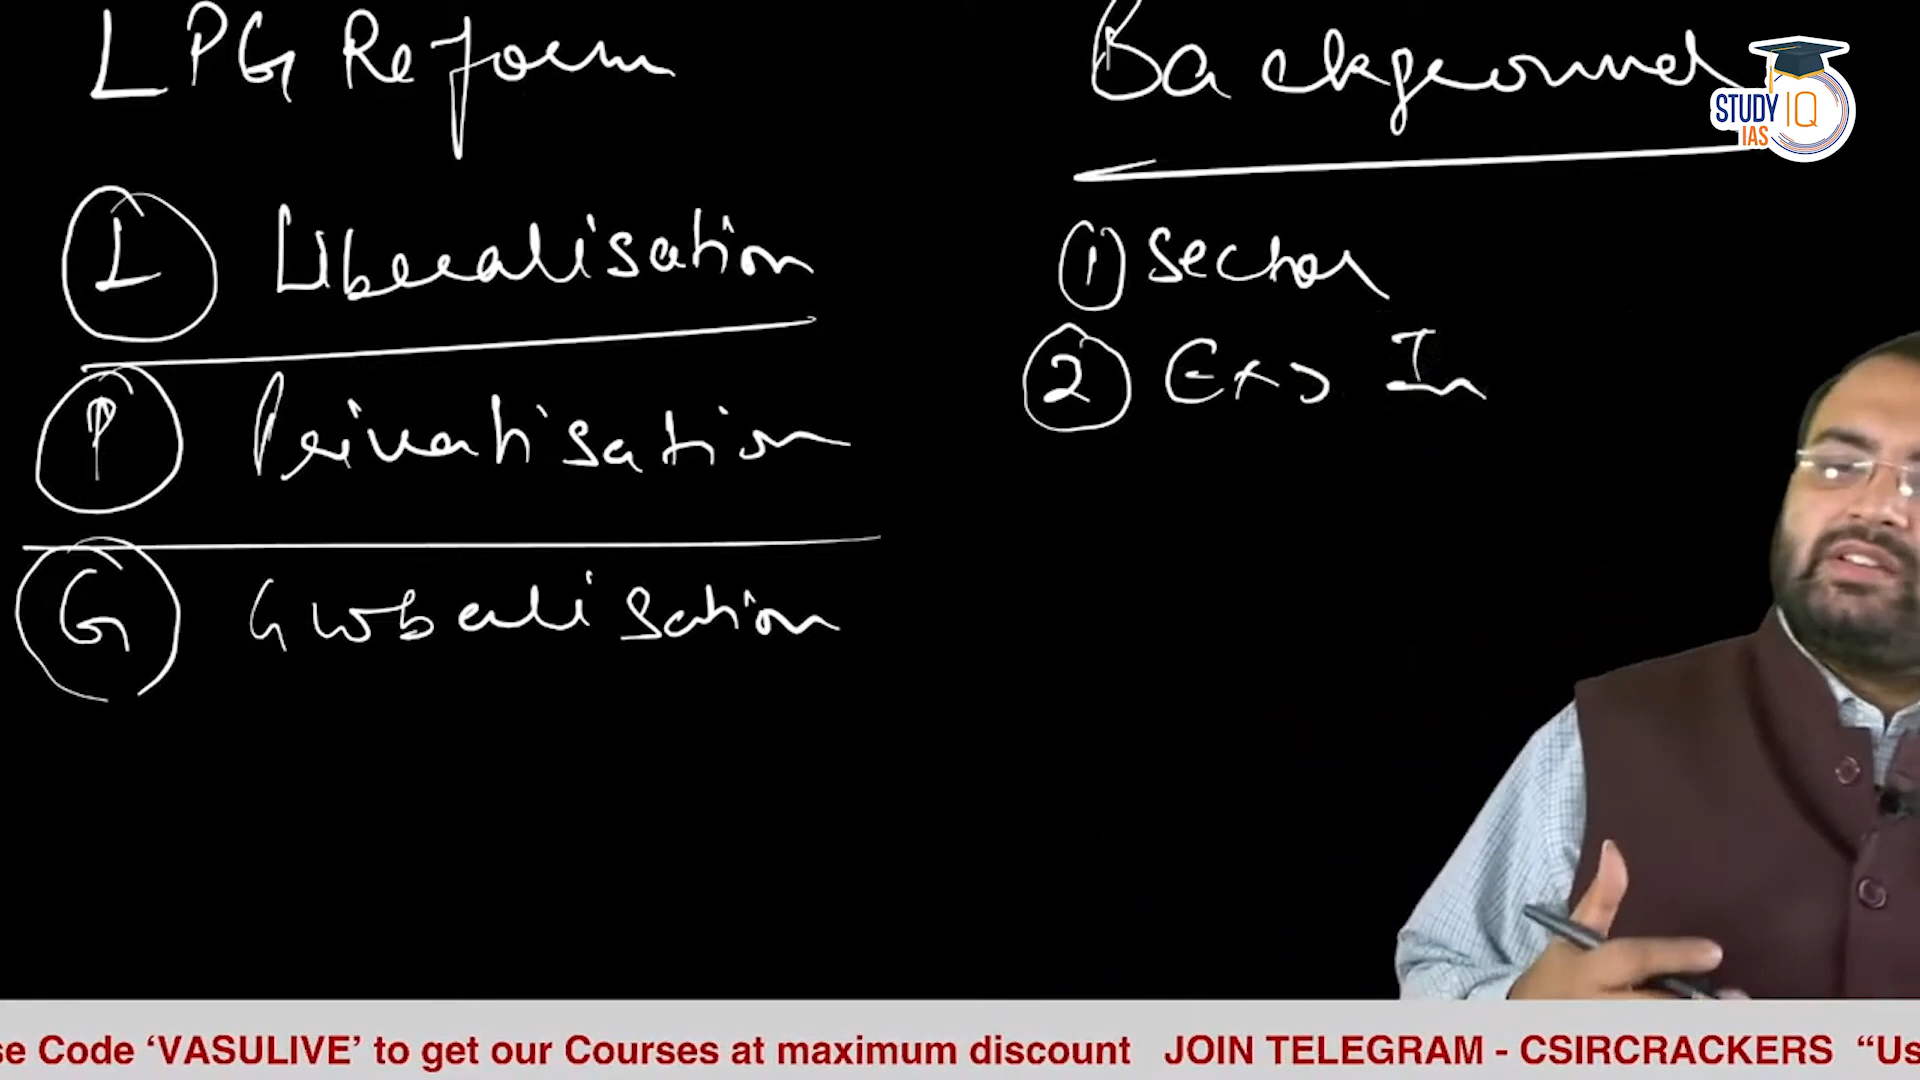 LPG Reform
L Liberalisation
P Privatisation
G Globalisation
Background
1 Sector
2 Ex > In
STUDY IQ
IAS
se Code ‘VASULIVE’ to get our Courses at maximum discount JOIN TELEGRAM - CSIRCRACKERS “Us